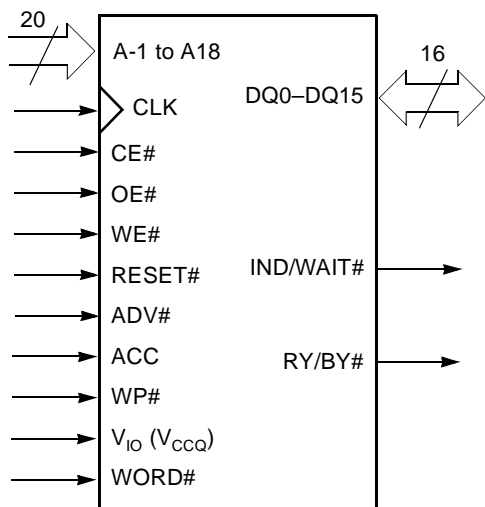 20
A-1 to A18
16
DQ0–DQ15
CLK
CE#
OE#
WE#
RESET#
IND/WAIT#
ADV#
ACC
RY/BY#
WP#
VIO (VCCQ)
WORD#